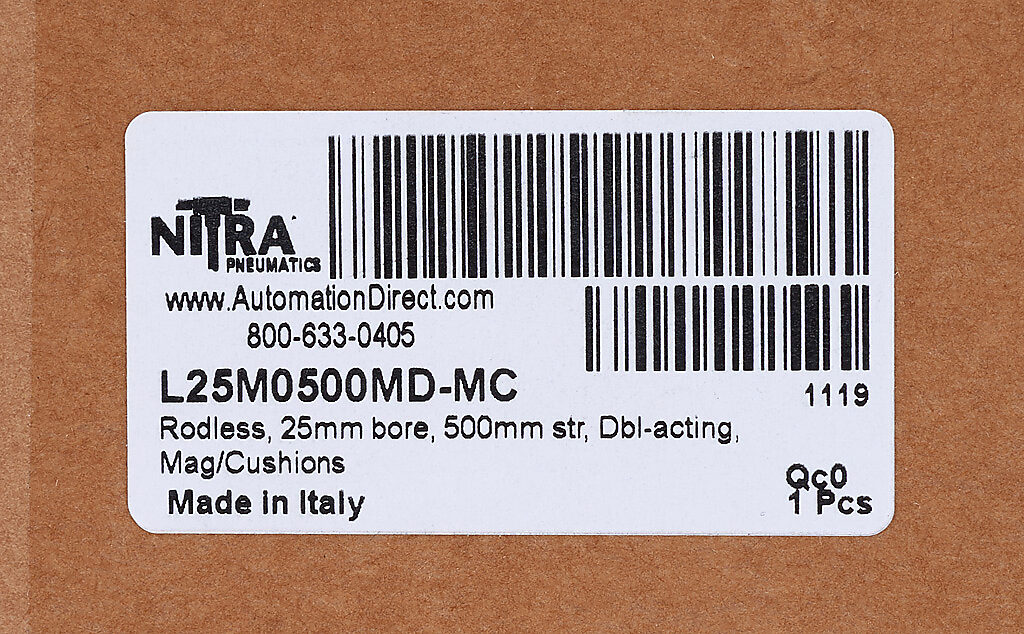 NITRA
PNEUMATICS
www.AutomationDirect.com
800-633-0405
L25M0500MD-MC
1119
Rodless, 25mm bore, 500mm str, Dbl-acting,
Mag/Cushions
Qc0
Made in Italy
1 Pcs